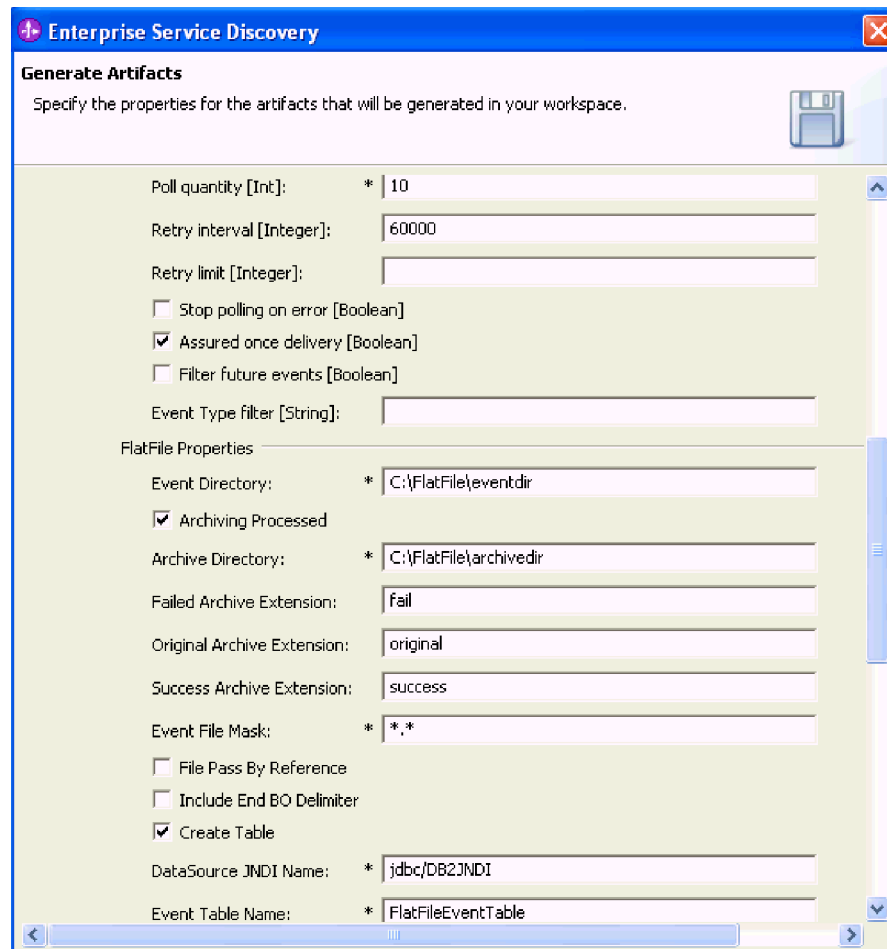 Enterprise Service Discovery
Generate Artifacts
Specify the properties for the artifacts that will be generated in your workspace.
Poll quantity [Int]: * 10
Retry interval [Integer]: 60000
Retry limit [Integer]:
Stop polling on error [Boolean]
Assured once delivery [Boolean]
Filter future events [Boolean]
Event Type filter [String]:
FlatFile Properties
Event Directory: * C:\FlatFile\eventdir
Archiving Processed
Archive Directory: * C:\FlatFile\archivedir
Failed Archive Extension: fail
Original Archive Extension: original
Success Archive Extension: success
Event File Mask: * *.*
File Pass By Reference
Include End BO Delimiter
Create Table
DataSource JNDI Name: * jdbc/DB2JNDI
Event Table Name: * FlatFileEventTable